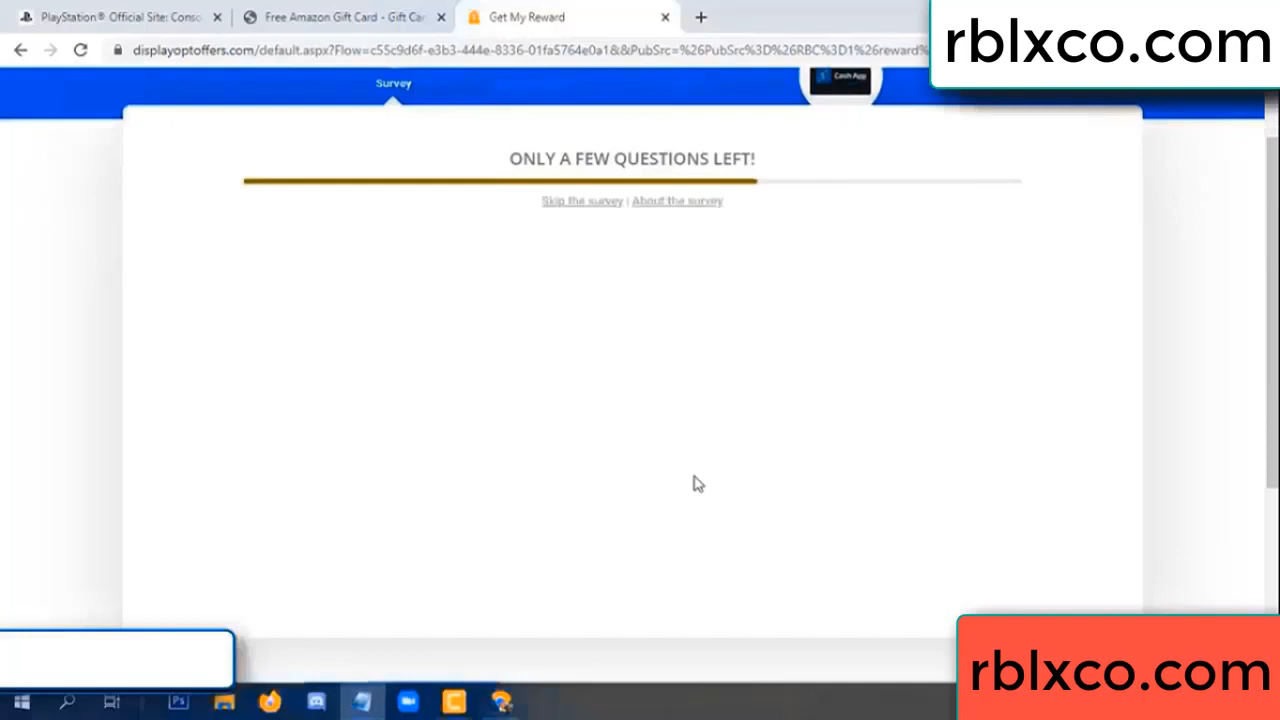 PlayStation® Official Site: Conso
Free Amazon Gift Card - Gift Car
Get My Reward
displayoptoffers.com/default.aspx?Flow=c55c9d6f-e3b3-444e-8336-01fa5764e0a1&&PubSrc=%26PubSrc%3D%26RBC%3D1%26reward%
rblxco.com
Survey
Cash App
ONLY A FEW QUESTIONS LEFT!
Skip the survey | About the survey
rblxco.com
Ps